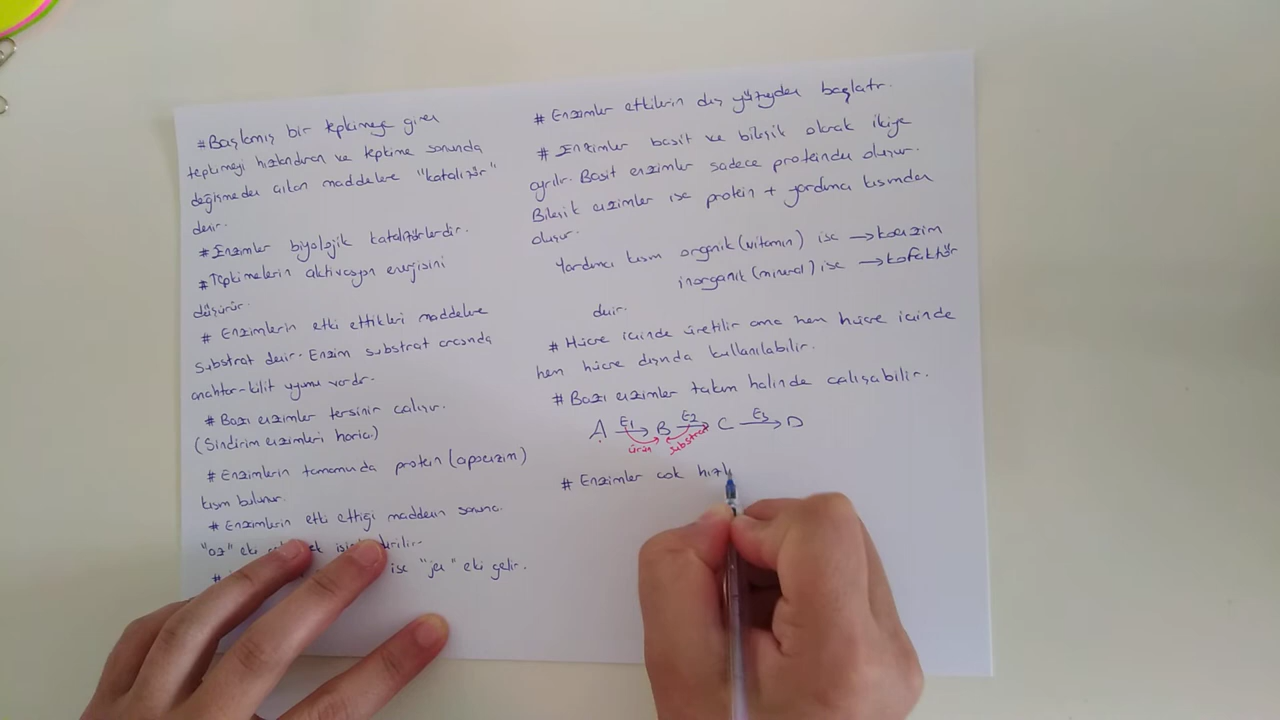 #Başlamış bir tepkimeye giren
tepkimeyi hızlandıran ve tepkime sonunda
değişmeden çıkan maddelere "katalizör"
denir.
#Enzimler biyolojik katalizörlerdir.
#Tepkimelerin aktivasyon enerjisini
düşürür.
# Enzimlerin etki ettikleri maddelere
substrat denir. Enzim substrat arasında
anahtar-kilit uyumu vardır.
# Bazı enzimler tersinir çalışır.
(Sindirim enzimleri harici)
# Enzimlerin tamamında protein (apoenzim)
kısım bulunur.
# Enzimlerin etki ettiği maddenin sonuna
"az" eki
#
ise "jen" eki gelir.
# Enzimler etkilerini dış yüzeyden başlatır.
# Enzimler basit ve bileşik olarak ikiye
ayrılır. Basit enzimler sadece proteinden oluşur.
Bileşik enzimler ise protein + yardımcı kısımdan
oluşur.
Yardımcı kısım organik (vitamin) ise → koenzim
inorganik (mineral) ise → kofaktör
denir.
# Hücre içinde üretilir ama hem hücre içinde
hem hücre dışında kullanılabilir.
# Bazı enzimler takım halinde çalışabilir.
A E1→ B E2→ C E3→ D
ürün substrat
# Enzimler çok hızl